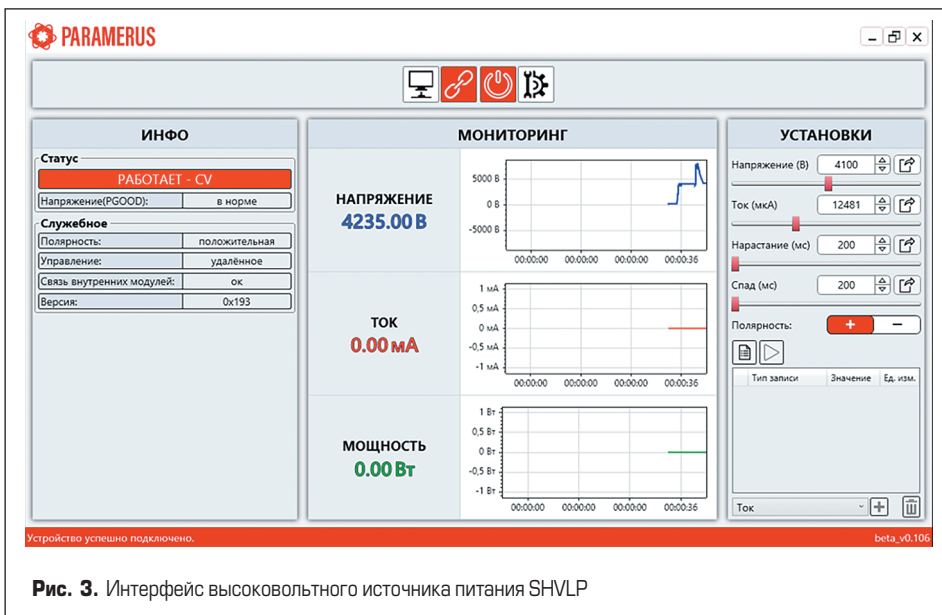 PARAMERUS
ИНФО
Статус
РАБОТАЕТ - CV
Напряжение(PGOOD): в норме
Служебное
Полярность: положительная
Управление: удалённое
Связь внутренних модулей: ок
Версия: 0x193
МОНИТОРИНГ
НАПРЯЖЕНИЕ
4235.00 В
5000 В
0 В
-5000 В
00:00:00 00:00:00 00:00:00 00:00:36
ТОК
0.00 мА
1 мА
0,5 мА
0 мА
-0,5 мА
-1 мА
00:00:00 00:00:00 00:00:00 00:00:36
МОЩНОСТЬ
0.00 Вт
1 Вт
0,5 Вт
0 Вт
-0,5 Вт
-1 Вт
00:00:00 00:00:00 00:00:00 00:00:36
УСТАНОВКИ
Напряжение (В) 4100
Ток (мкА) 12481
Нарастание (мс) 200
Спад (мс) 200
Полярность: + −
Тип записи Значение Ед. изм.
Ток
Устройство успешно подключено. beta_v0.106
Рис. 3. Интерфейс высоковольтного источника питания SHVLP